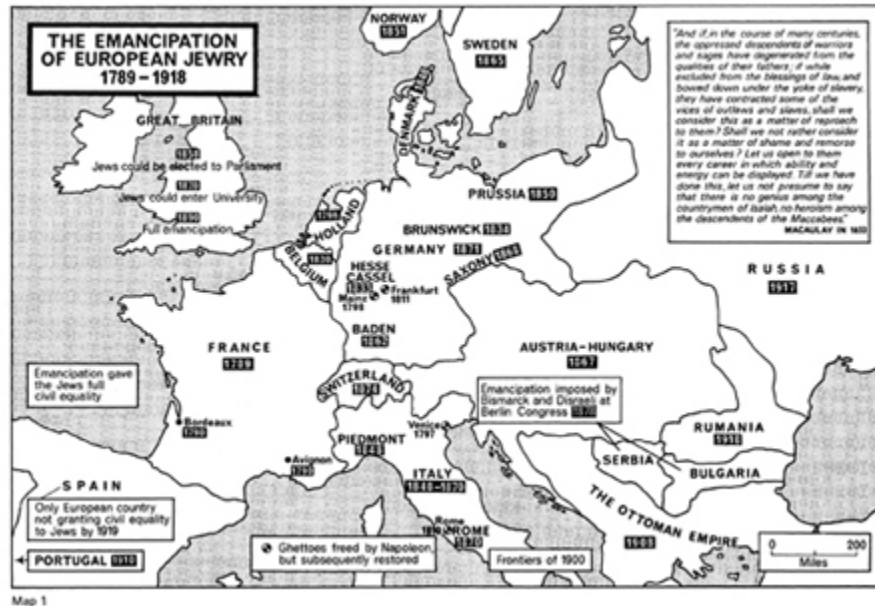 THE EMANCIPATION
OF EUROPEAN JEWRY
1789-1918
NORWAY
1851
SWEDEN
1865
"And if, in the course of many centuries,
the oppressed descendents of warriors
and sages have degenerated from the
qualities of their fathers; if while
excluded from the blessings of law, and
bowed down under the yoke of slavery,
they have contracted some of the
vices of outlaws and slaves, shall we
consider this as a matter of reproach
to them? Shall we not rather consider
it as a matter of shame and remorse
to ourselves? Let us open to them
every career in which ability and
energy can be displayed. Till we have
done this, let us not presume to say
that there is no genius among the
countrymen of Isaiah, no heroism among
the descendents of the Maccabees."
MACAULAY IN
GREAT BRITAIN
Jews could be elected to Parliament
Jews could enter University
1890
Full emancipation
DENMARK
PRUSSIA 1850
HOLLAND
1796
BELGIUM
1830
BRUNSWICK 1834
GERMANY
SAXONY
HESSE
CASSEL
Mainz
1798
Frankfurt
1811
BADEN
1862
RUSSIA
1917
FRANCE
AUSTRIA-HUNGARY
1867
SWITZERLAND
1874
Emancipation gave
the Jews full
civil equality
Emancipation imposed by
Bismarck and Disraeli at
Berlin Congress 1878
Bordeaux
1790
Venice
1797
PIEDMONT
1848
Avignon
ITALY
1848-1870
RUMANIA
SERBIA
BULGARIA
SPAIN
Only European country
not granting civil equality
to Jews by 1919
PORTUGAL 1910
Rome
ROME
1870
Ghettoes freed by Napoleon,
but subsequently restored
Frontiers of 1900
THE OTTOMAN EMPIRE
1908
0 200
Miles
Map 1